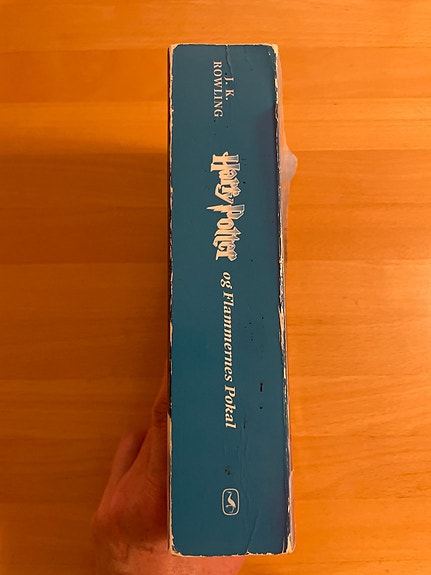 J. K.
ROWLING
Harry Potter
og Flammernes Pokal